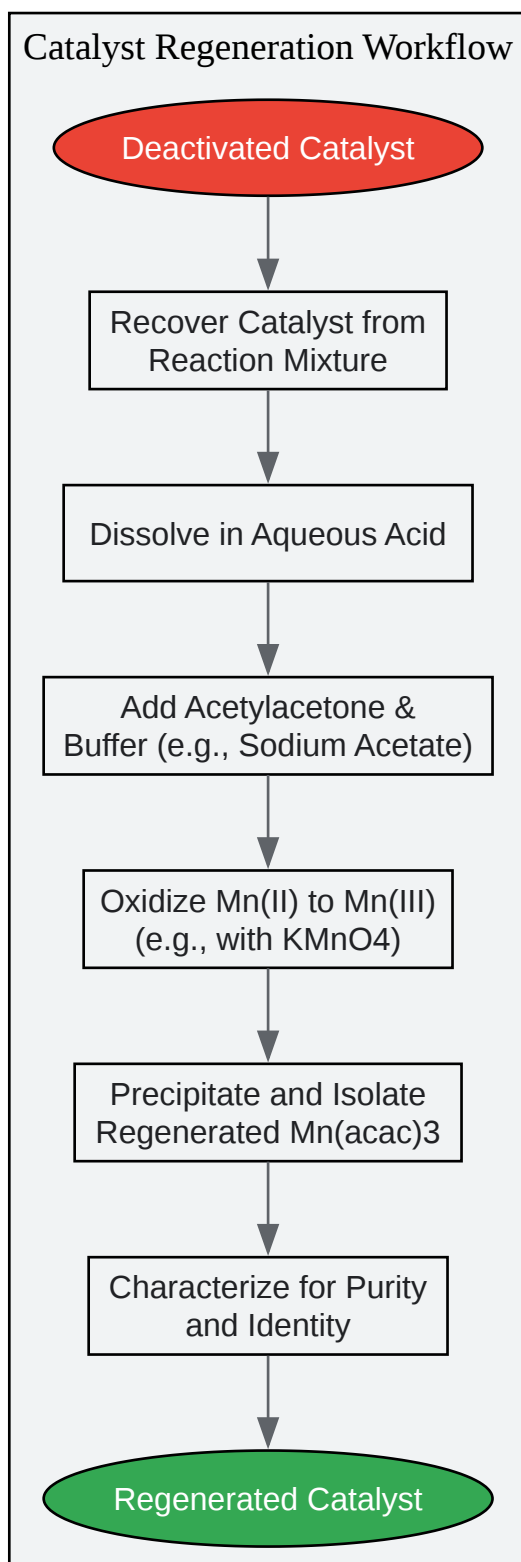 Catalyst Regeneration Workflow
Deactivated Catalyst
Recover Catalyst from
Reaction Mixture
Dissolve in Aqueous Acid
Add Acetylacetone &
Buffer (e.g., Sodium Acetate)
Oxidize Mn(II) to Mn(III)
(e.g., with KMnO4)
Precipitate and Isolate
Regenerated Mn(acac)3
Characterize for Purity
and Identity
Regenerated Catalyst